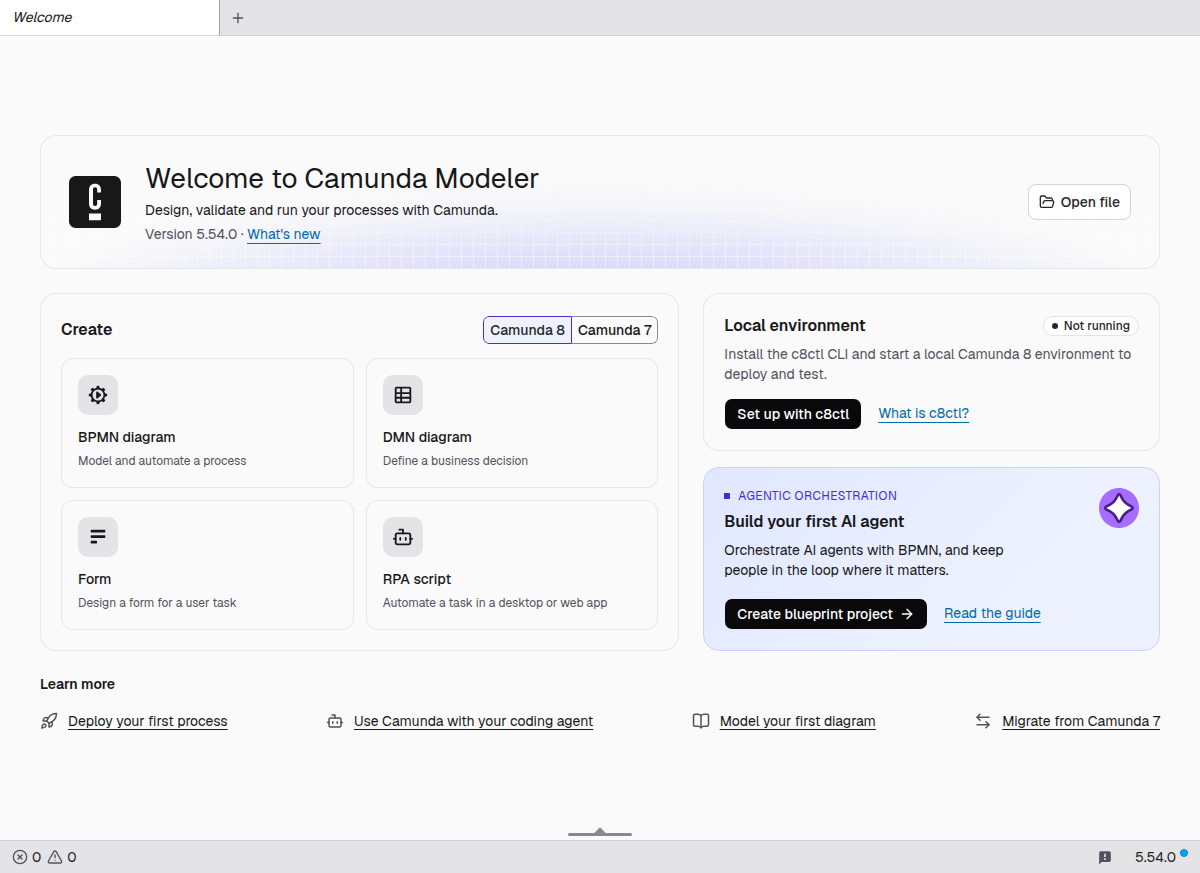 Welcome
Welcome to Camunda Modeler
Design, validate and run your processes with Camunda.
Version 5.54.0 · What's new
Open file
Create
Camunda 8
Camunda 7
BPMN diagram
Model and automate a process
DMN diagram
Define a business decision
Form
Design a form for a user task
RPA script
Automate a task in a desktop or web app
Local environment
Not running
Install the c8ctl CLI and start a local Camunda 8 environment to
deploy and test.
Set up with c8ctl
What is c8ctl?
AGENTIC ORCHESTRATION
Build your first AI agent
Orchestrate AI agents with BPMN, and keep
people in the loop where it matters.
Create blueprint project
Read the guide
Learn more
Deploy your first process
Use Camunda with your coding agent
Model your first diagram
Migrate from Camunda 7
0
0
5.54.0